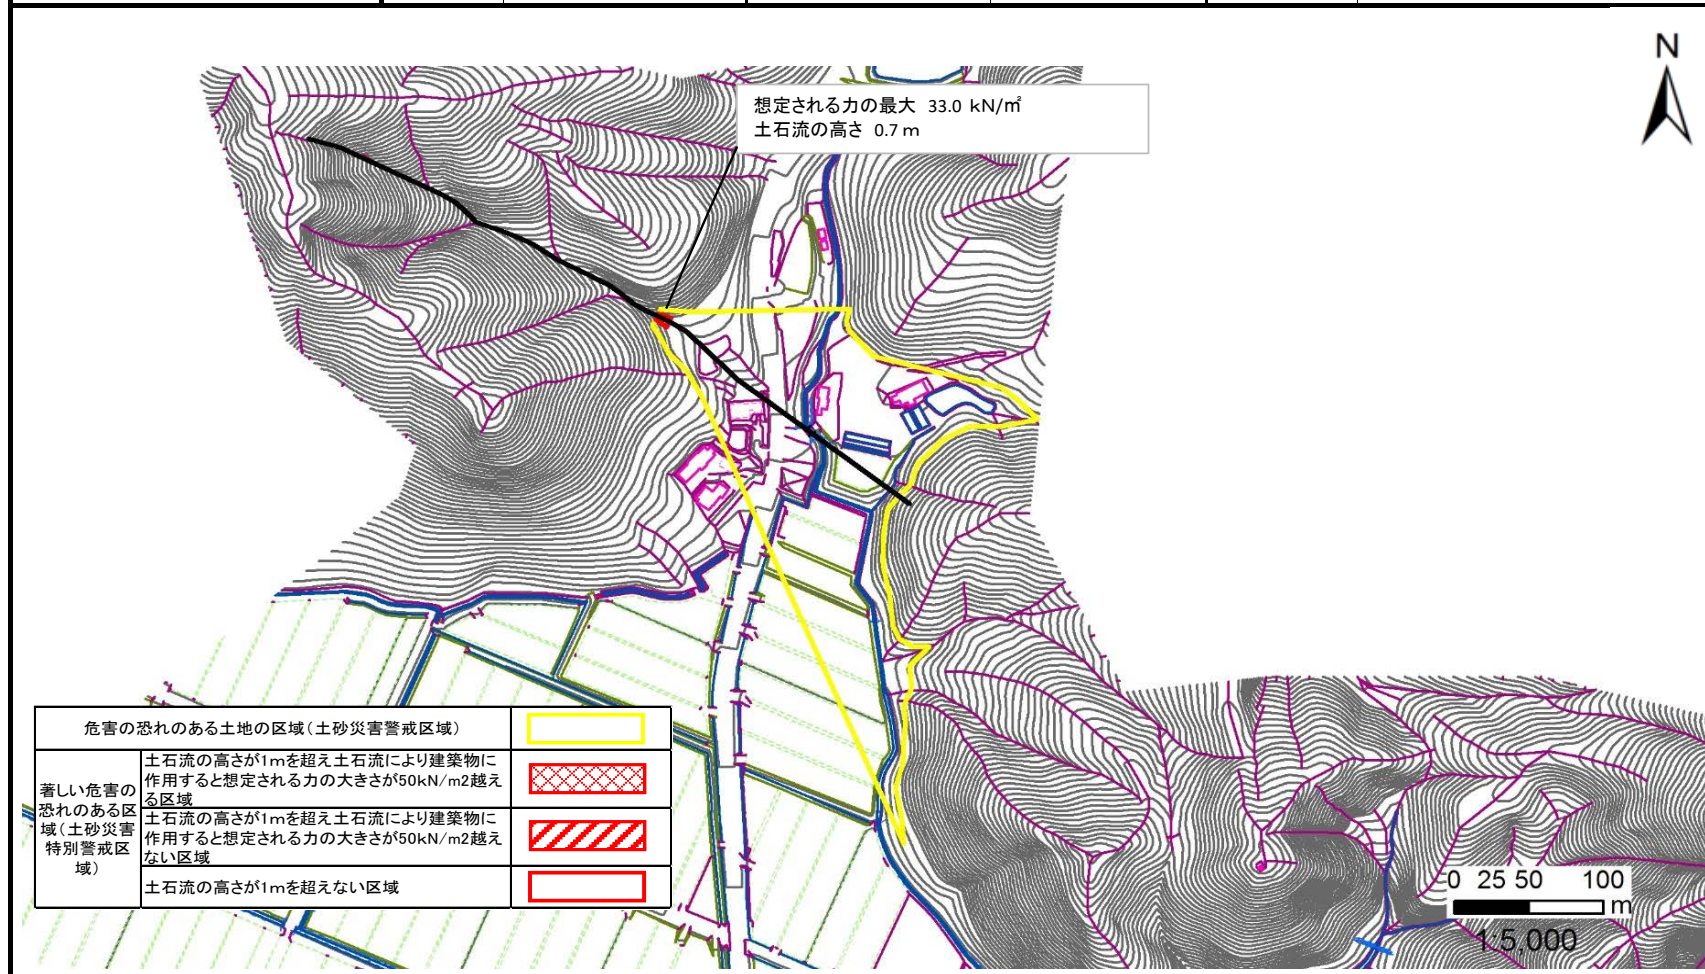 N
想定される力の最大 33.0 kN/㎡
土石流の高さ 0.7 m
危害の恐れのある土地の区域(土砂災害警戒区域)
著しい危害の
恐れのある区
域(土砂災害
特別警戒区
域)
土石流の高さが1mを超え土石流により建築物に
作用すると想定される力の大きさが50kN/m2越え
る区域
土石流の高さが1mを超え土石流により建築物に
作用すると想定される力の大きさが50kN/m2越え
ない区域
土石流の高さが1mを超えない区域
0 25 50 100
m
1:5,000